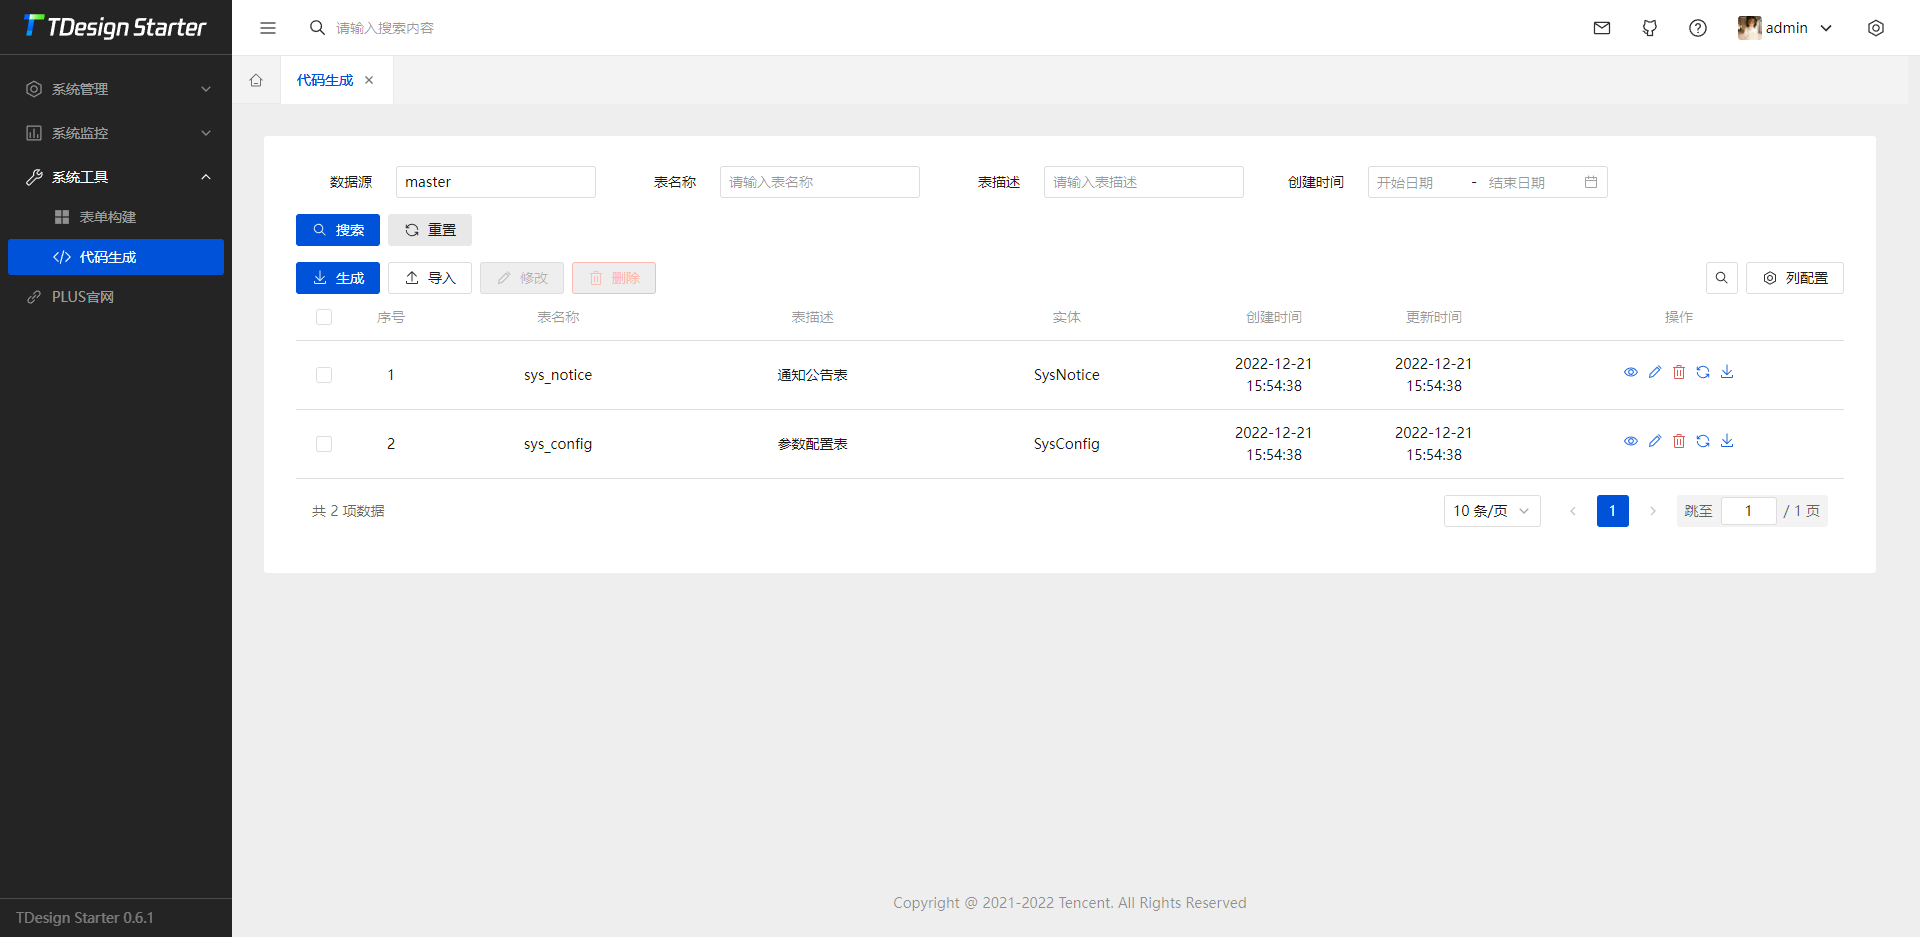 TDesign Starter
请输入搜索内容
admin
系统管理
系统监控
系统工具
表单构建
代码生成
PLUS官网
TDesign Starter 0.6.1
代码生成
数据源 master 表名称 请输入表名称 表描述 请输入表描述 创建时间 开始日期 - 结束日期
搜索 重置
生成 导入 修改 删除 列配置
序号 表名称 表描述 实体 创建时间 更新时间 操作
1 sys_notice 通知公告表 SysNotice 2022-12-21 15:54:38 2022-12-21 15:54:38
2 sys_config 参数配置表 SysConfig 2022-12-21 15:54:38 2022-12-21 15:54:38
共 2 项数据 10 条/页 1 跳至 1 / 1 页
Copyright @ 2021-2022 Tencent. All Rights Reserved